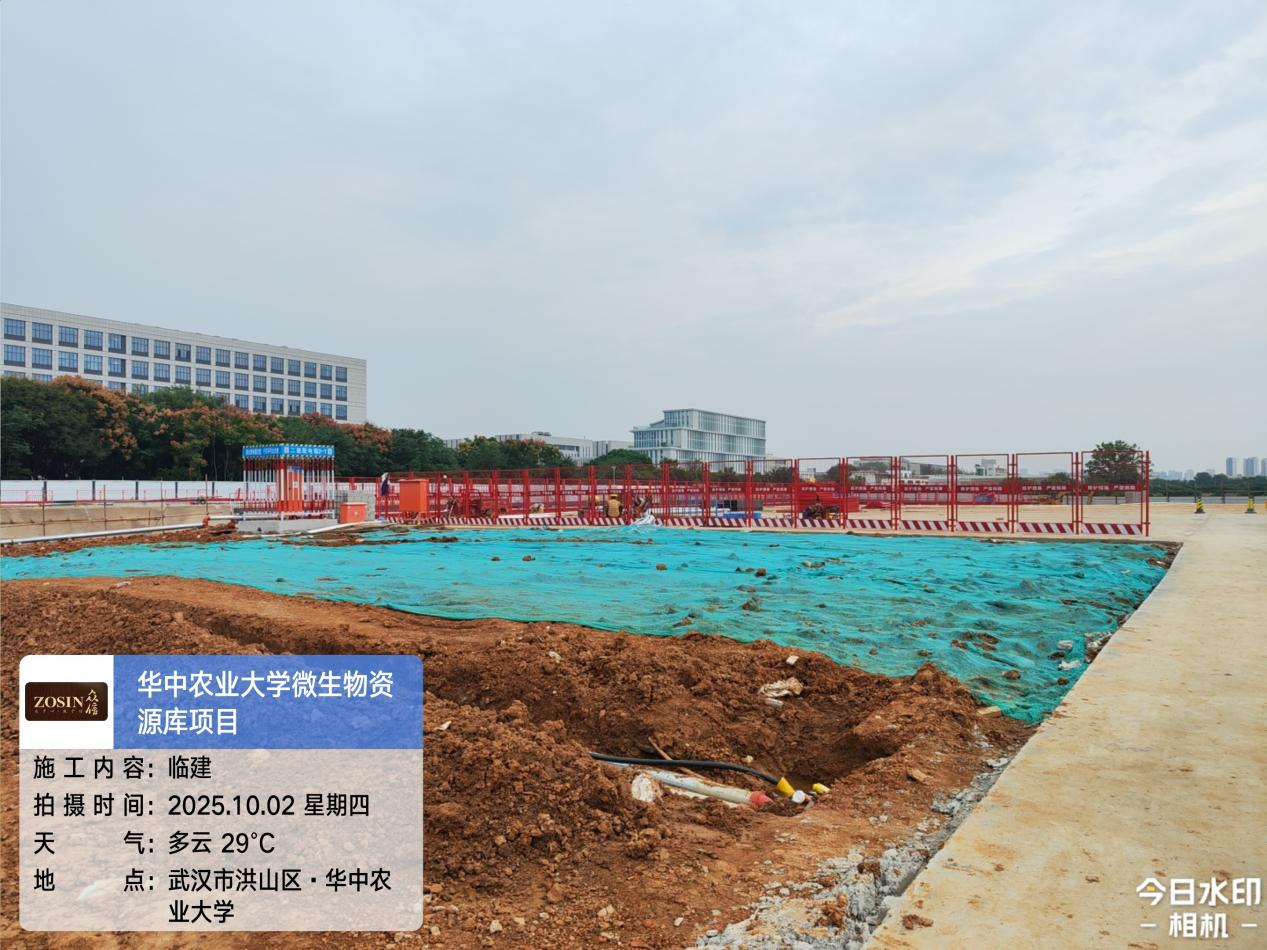 ZOSIN 众信
华中农业大学微生物资
源库项目
施工内容：临建
拍摄时间：2025.10.02 星期四
天气：多云 29°C
地点：武汉市洪山区·华中农
业大学
今日水印
相机